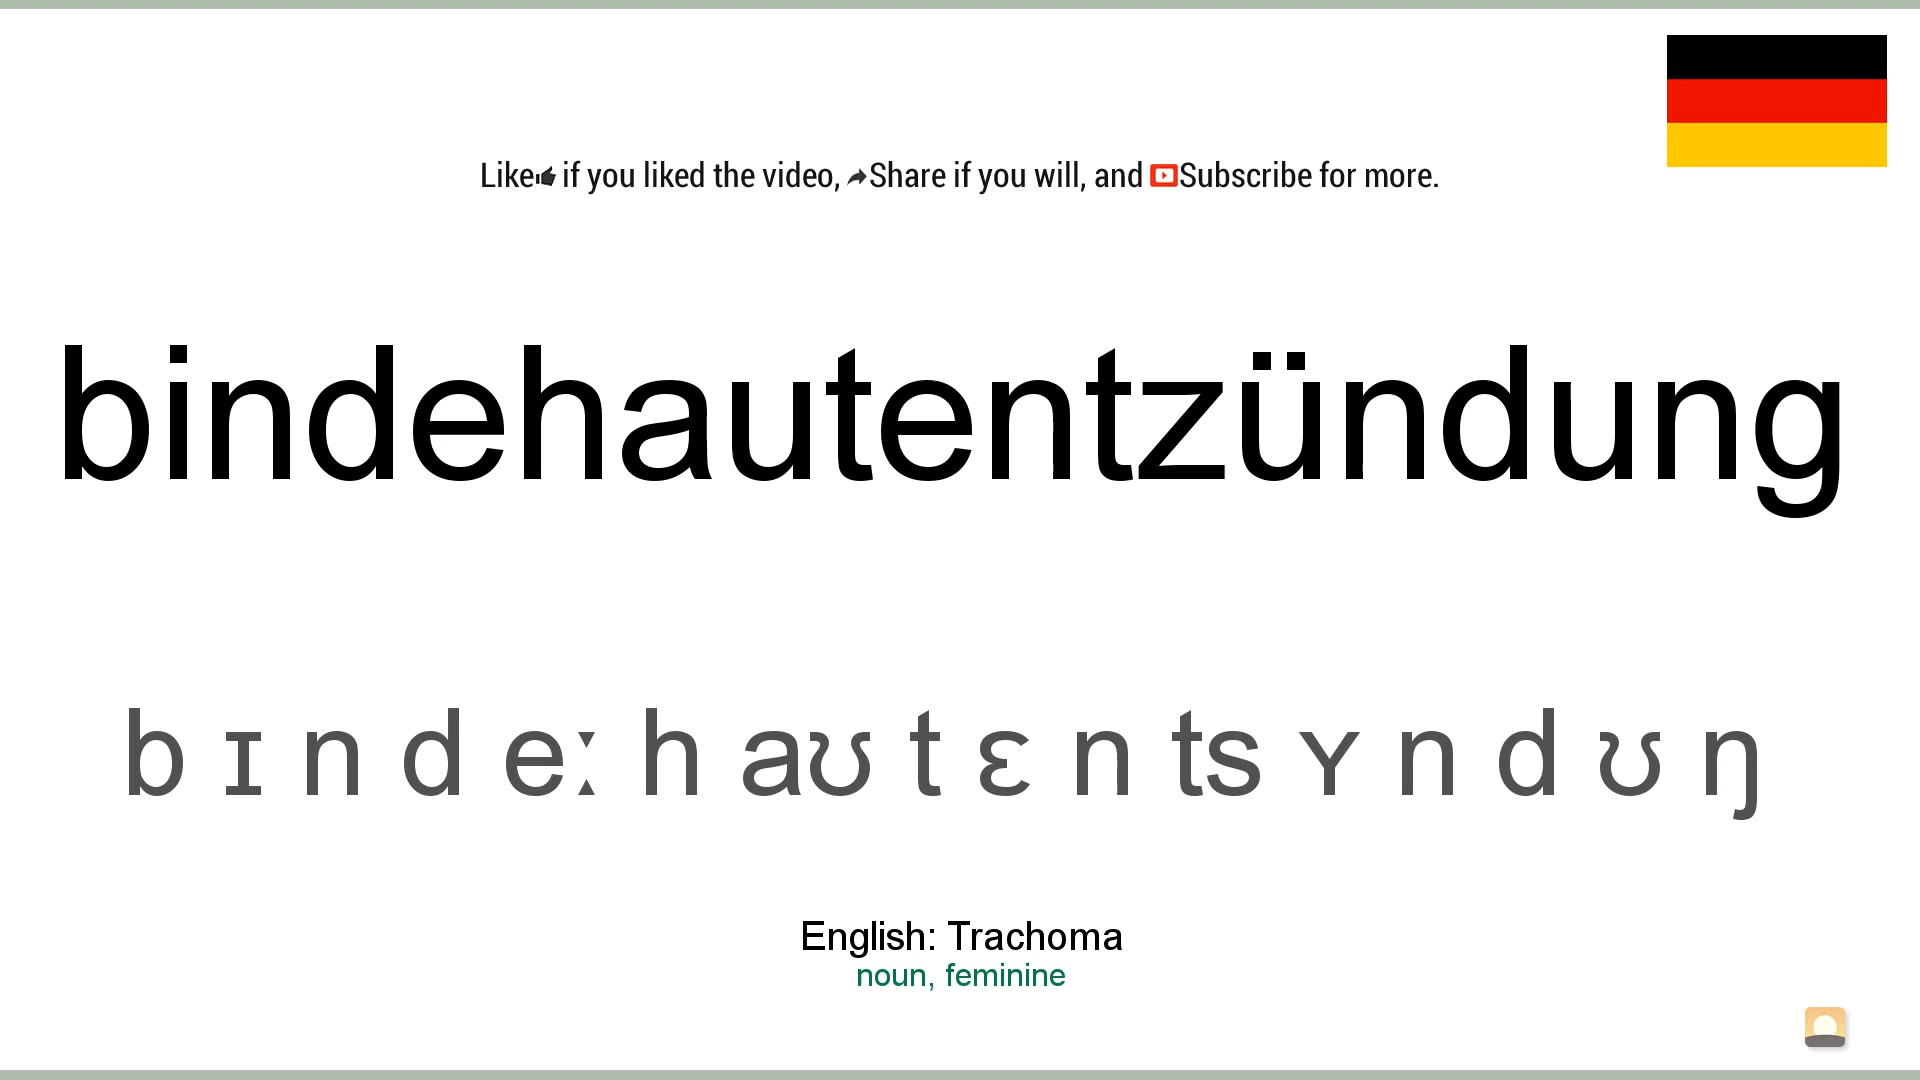 Like if you liked the video, Share if you will, and Subscribe for more.
bindehautentzündung
b ɪ n d eː h aʊ t ɛ n ʦ ʏ n d ʊ ŋ
English: Trachoma
noun, feminine